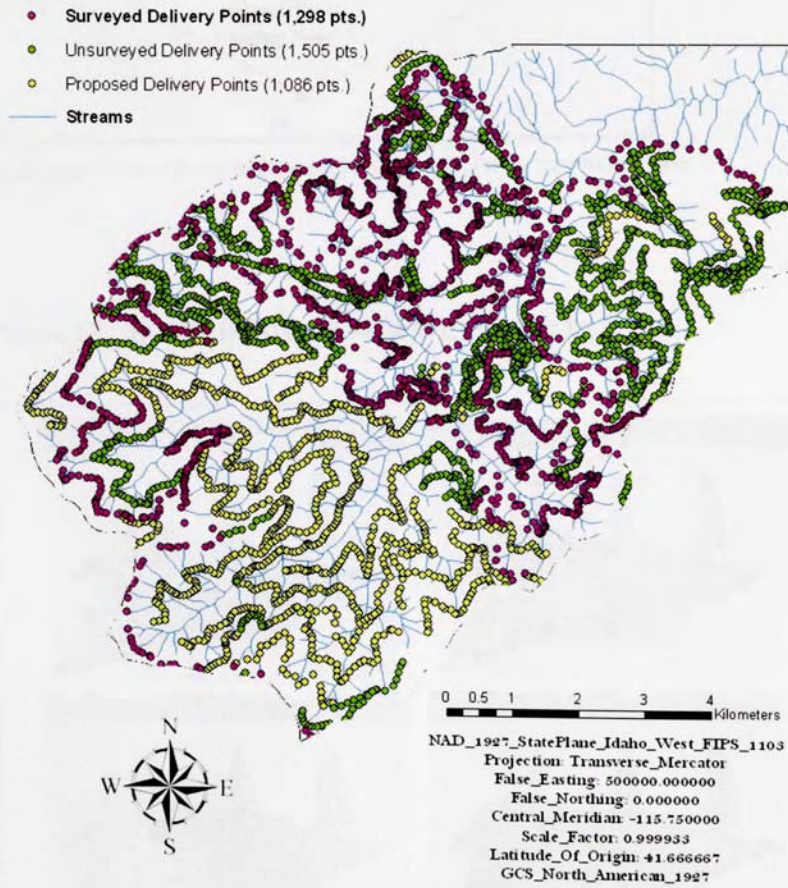 Surveyed Delivery Points (1,298 pts.)
Unsurveyed Delivery Points (1,505 pts.)
Proposed Delivery Points (1,086 pts.)
Streams
0 0.5 1 2 3 4
Kilometers
N
W E
S
NAD_1927_StatePlane_Idaho_West_FIPS_1103
Projection: Transverse_Mercator
False_Easting: 500000.000000
False_Northing: 0.000000
Central_Meridian: -115.750000
Scale_Factor: 0.999933
Latitude_Of_Origin: 41.666667
GCS_North_American_1927